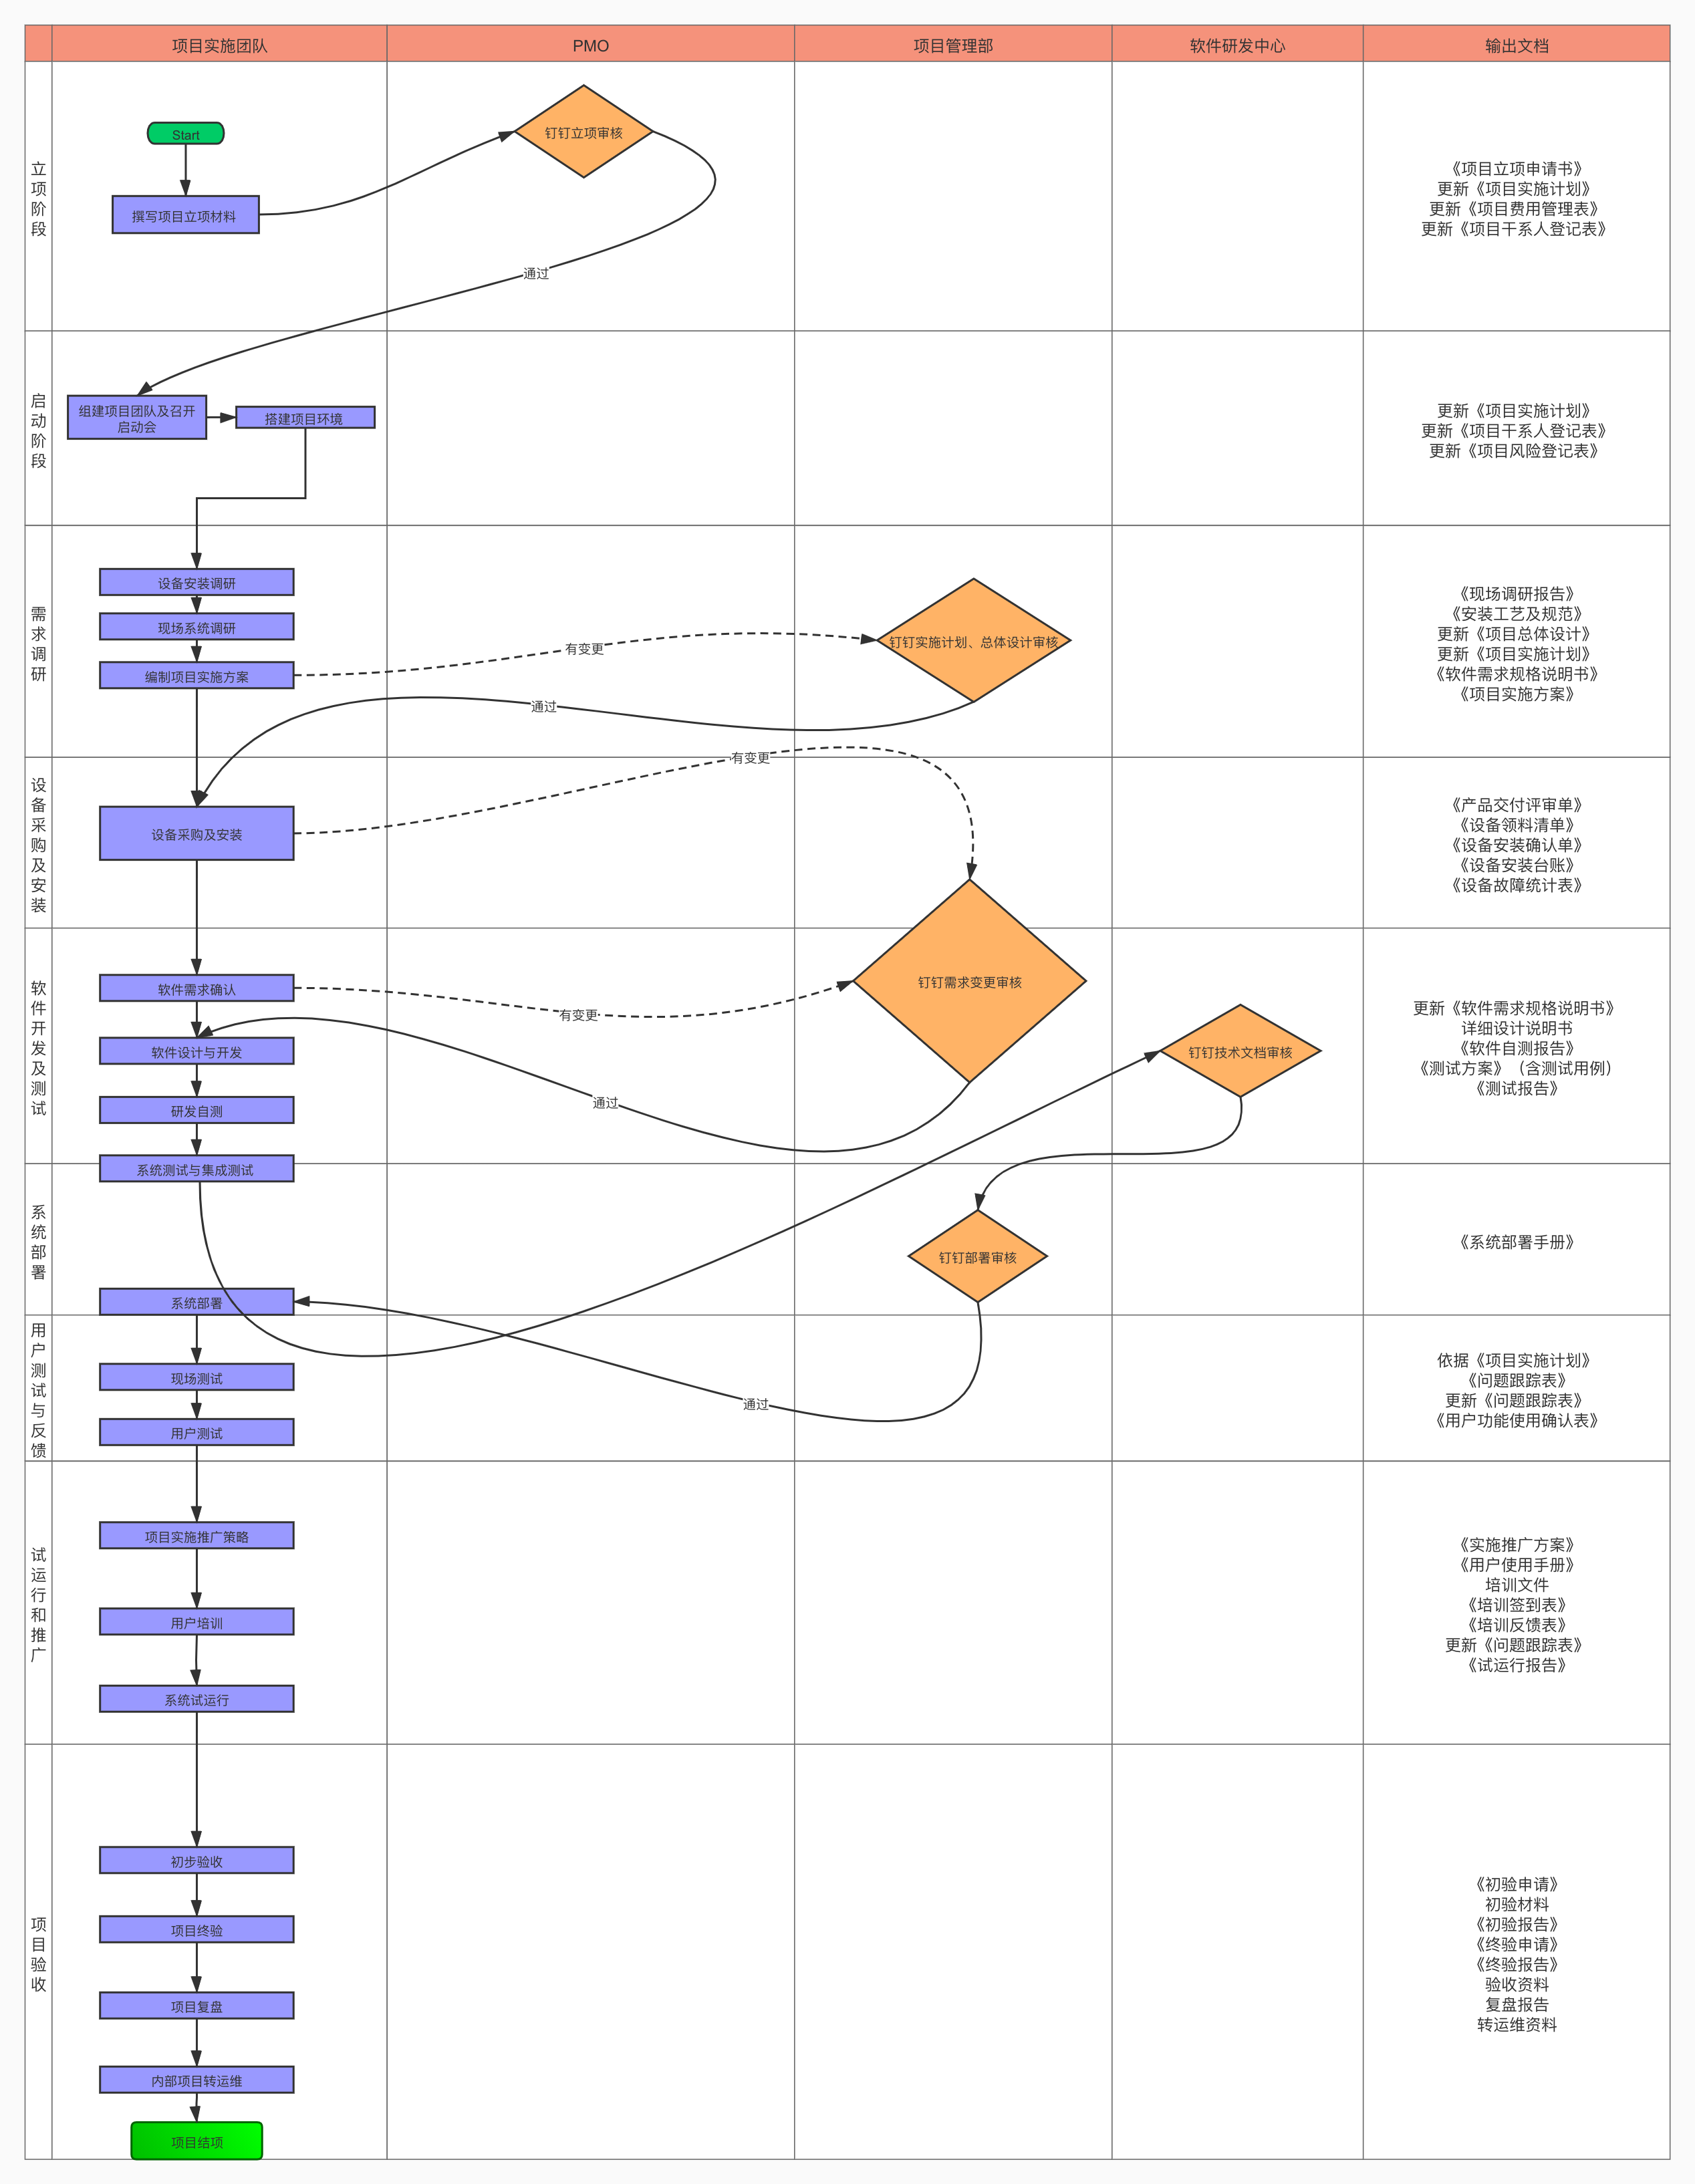 项目实施团队
PMO
项目管理部
软件研发中心
输出文档
立项阶段
Start
撰写项目立项材料
钉钉立项审核
通过
《项目立项申请书》
更新《项目实施计划》
更新《项目费用管理表》
更新《项目干系人登记表》
启动阶段
组建项目团队及召开
启动会
搭建项目环境
更新《项目实施计划》
更新《项目干系人登记表》
更新《项目风险登记表》
需求调研
设备安装调研
现场系统调研
编制项目实施方案
有变更
钉钉实施计划、总体设计审核
通过
《现场调研报告》
《安装工艺及规范》
更新《项目总体设计》
更新《项目实施计划》
《软件需求规格说明书》
《项目实施方案》
设备采购及安装
设备采购及安装
有变更
《产品交付评审单》
《设备领料清单》
《设备安装确认单》
《设备安装台账》
《设备故障统计表》
软件开发及测试
软件需求确认
有变更
钉钉需求变更审核
软件设计与开发
钉钉技术文档审核
研发自测
通过
系统测试与集成测试
更新《软件需求规格说明书》
详细设计说明书
《软件自测报告》
《测试方案》（含测试用例）
《测试报告》
系统部署
钉钉部署审核
系统部署
《系统部署手册》
用户测试与反馈
现场测试
用户测试
通过
依据《项目实施计划》
《问题跟踪表》
更新《问题跟踪表》
《用户功能使用确认表》
试运行和推广
项目实施推广策略
用户培训
系统试运行
《实施推广方案》
《用户使用手册》
培训文件
《培训签到表》
《培训反馈表》
更新《问题跟踪表》
《试运行报告》
项目验收
初步验收
项目终验
项目复盘
内部项目转运维
项目结项
《初验申请》
初验材料
《初验报告》
《终验申请》
《终验报告》
验收资料
复盘报告
转运维资料